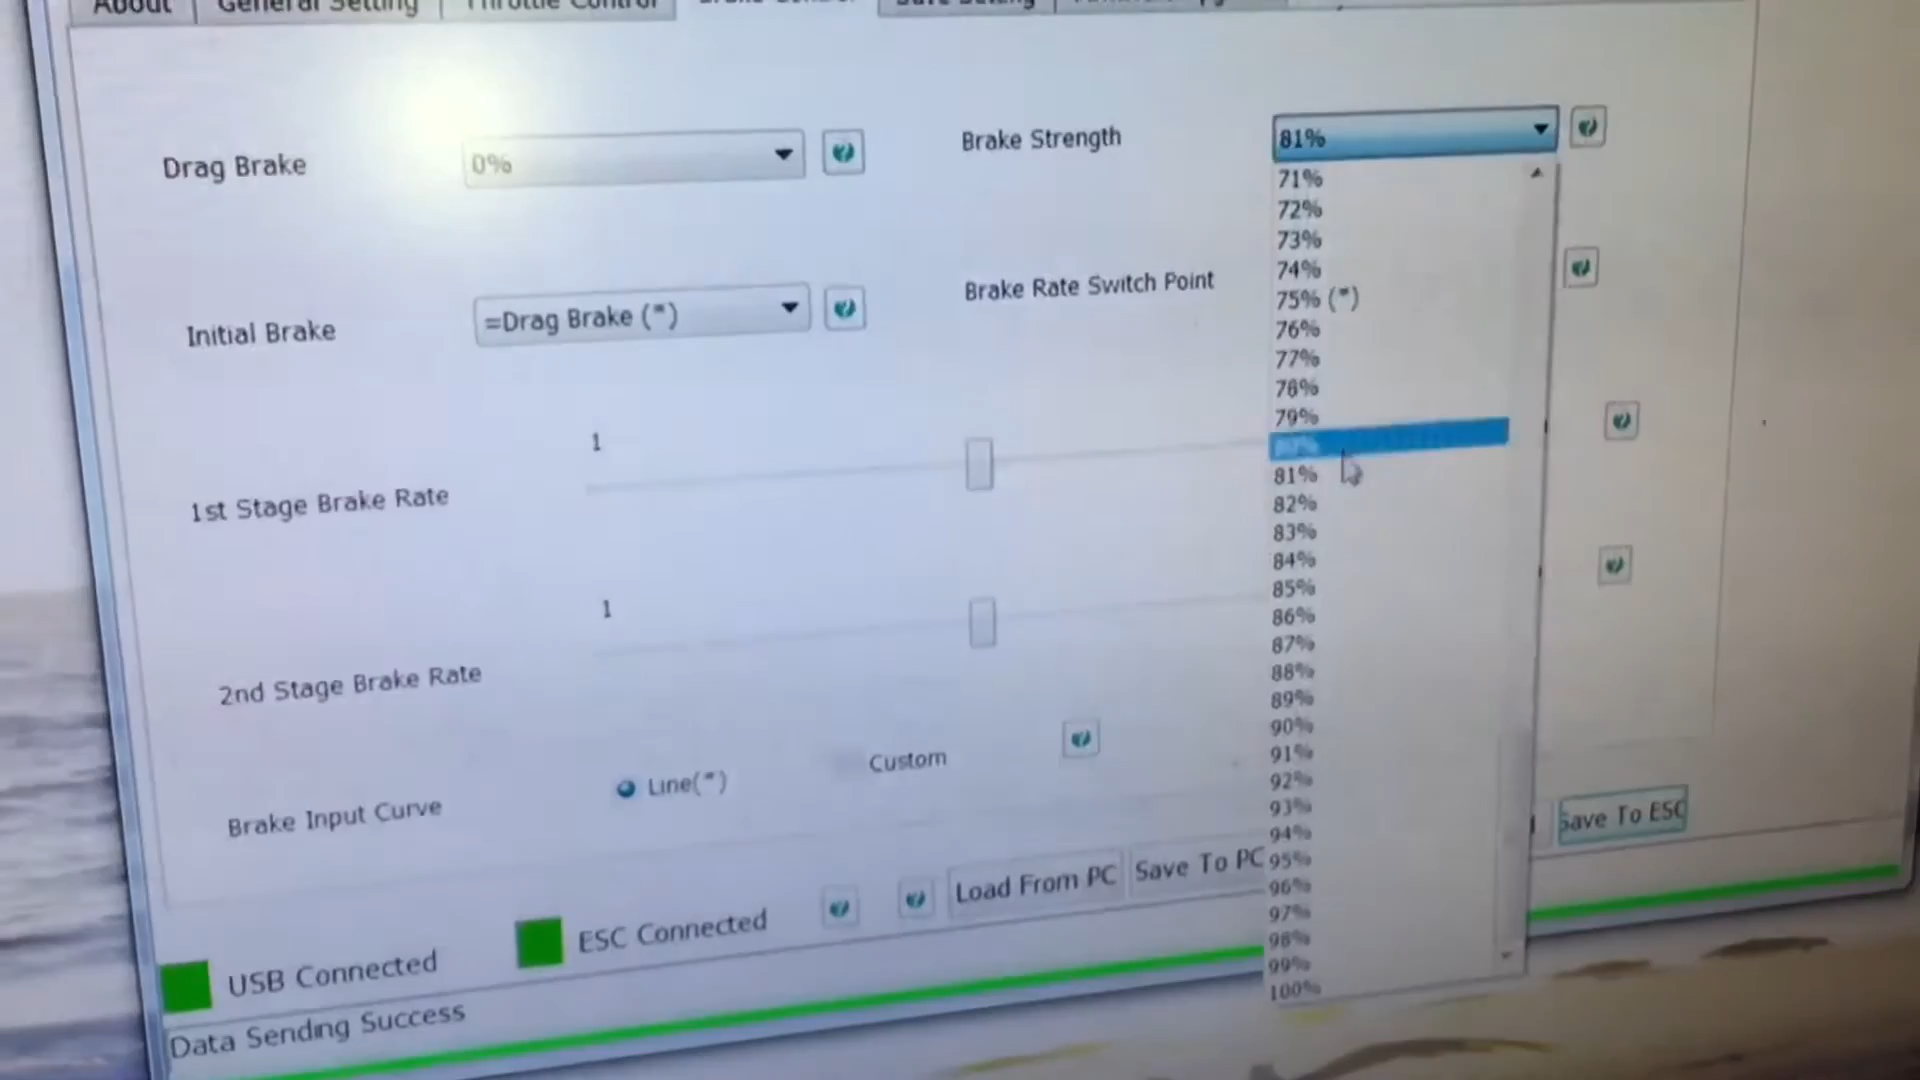 About General Setting Throttle Control Brake Control
Drag Brake 0% Brake Strength 81%
71%
72%
73%
74%
Initial Brake =Drag Brake (*) Brake Rate Switch Point 75% (*)
76%
77%
78%
79%
80%
1 81%
1st Stage Brake Rate 82%
83%
84%
85%
1 86%
87%
2nd Stage Brake Rate 88%
89%
90%
91%
Brake Input Curve Line(*) Custom 92%
93%
94%
95%
96%
97%
98%
99%
100%
Load From PC Save To PC Save To ESC
USB Connected ESC Connected
Data Sending Success